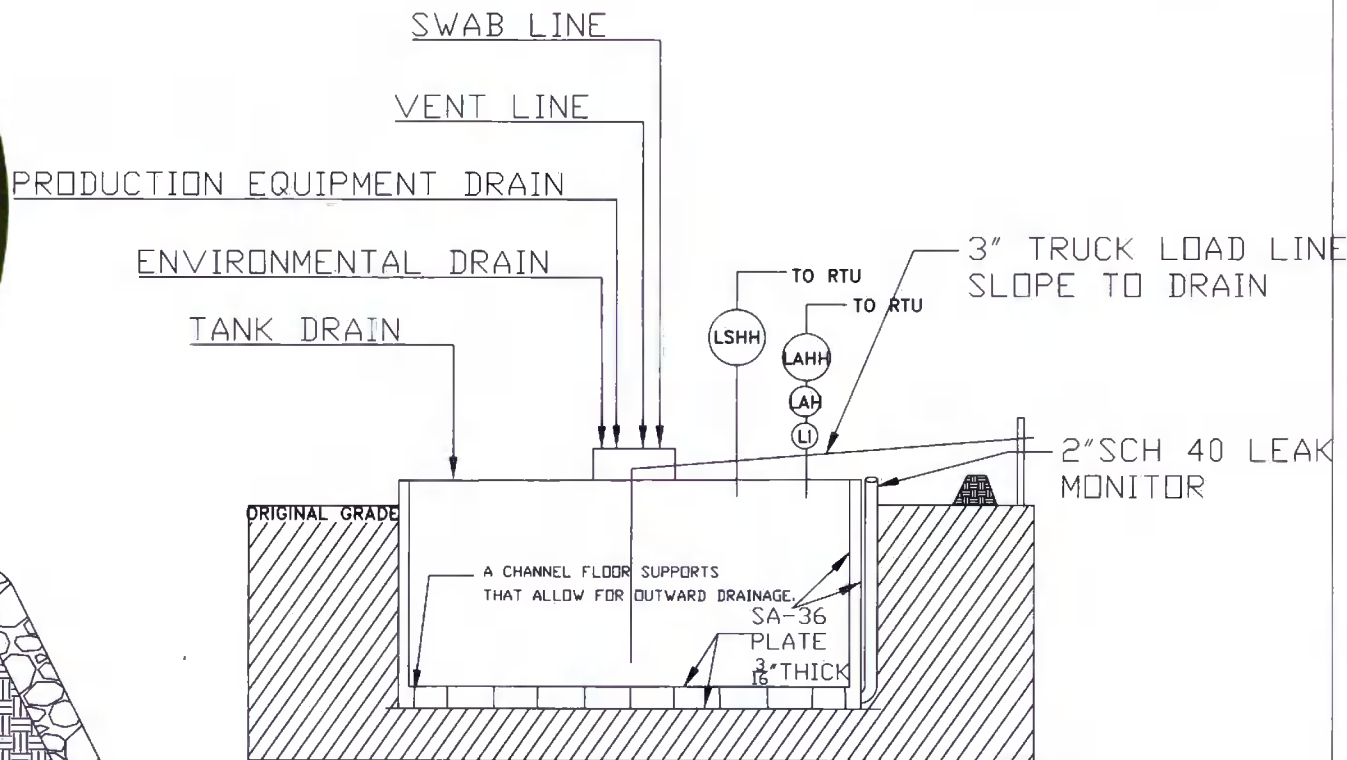 SWAB LINE
VENT LINE
PRODUCTION EQUIPMENT DRAIN
ENVIRONMENTAL DRAIN
TANK DRAIN
TO RTU
TO RTU
LSHH
LAHH
LAH
LI
3" TRUCK LOAD LINE
SLOPE TO DRAIN
2"SCH 40 LEAK
MONITOR
ORIGINAL GRADE
A CHANNEL FLOOR SUPPORTS
THAT ALLOW FOR OUTWARD DRAINAGE.
SA-36
PLATE
3/16"THICK